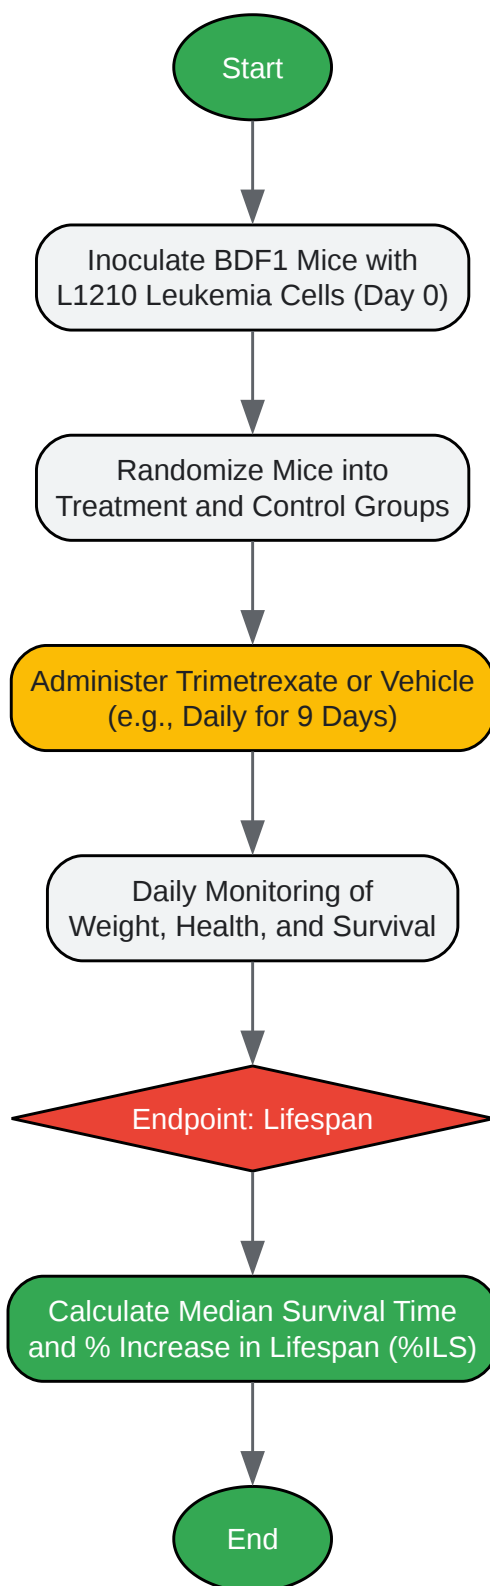 Start
Inoculate BDF1 Mice with
L1210 Leukemia Cells (Day 0)
Randomize Mice into
Treatment and Control Groups
Administer Trimetrexate or Vehicle
(e.g., Daily for 9 Days)
Daily Monitoring of
Weight, Health, and Survival
Endpoint: Lifespan
Calculate Median Survival Time
and % Increase in Lifespan (%ILS)
End